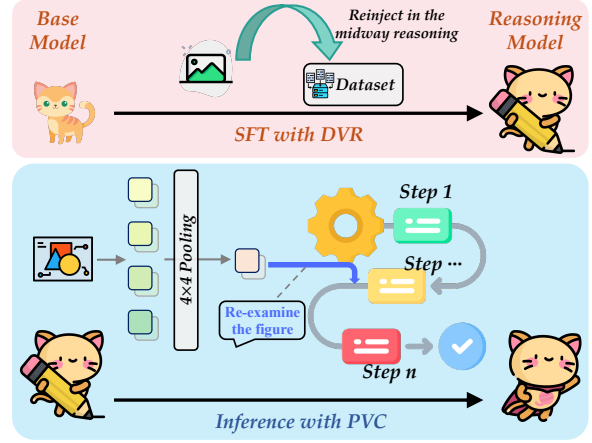 Base
Model
Reinject in the
midway reasoning
Reasoning
Model
Dataset
SFT with DVR
4×4 Pooling
Step 1
Step ···
Re-examine
the figure
Step n
Inference with PVC